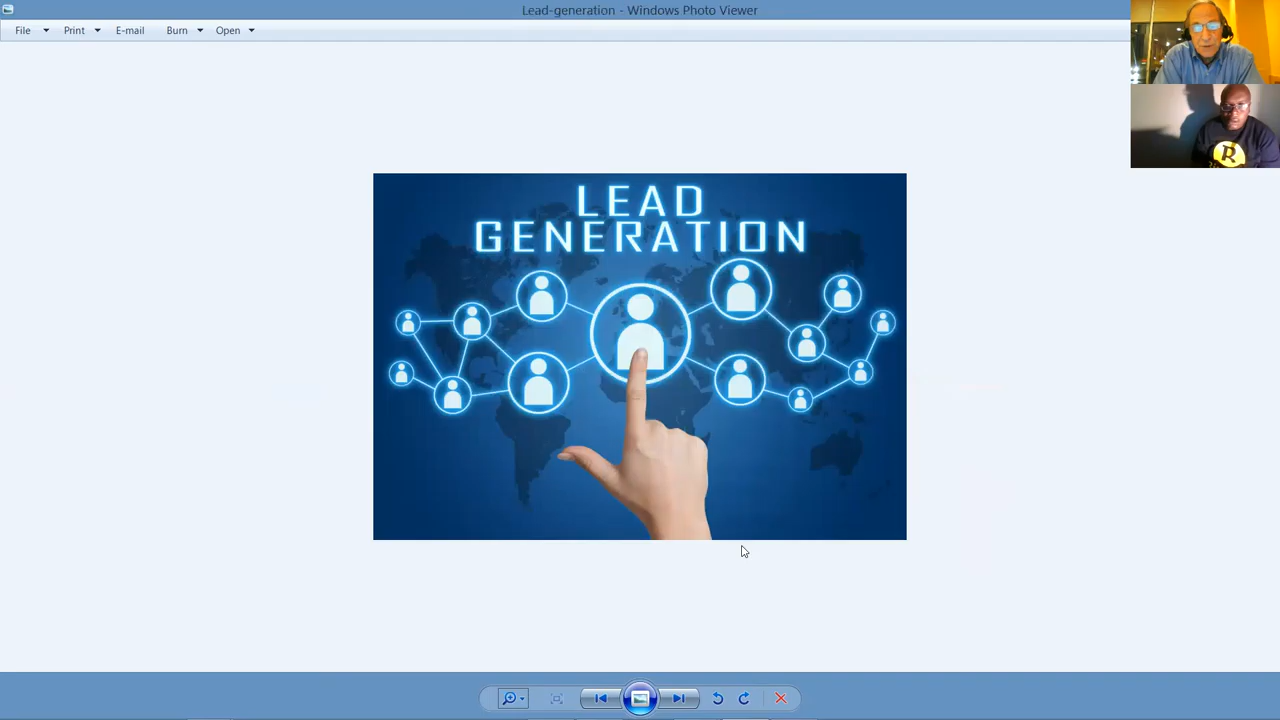 Lead-generation - Windows Photo Viewer
File Print E-mail Burn Open
LEAD
GENERATION
R